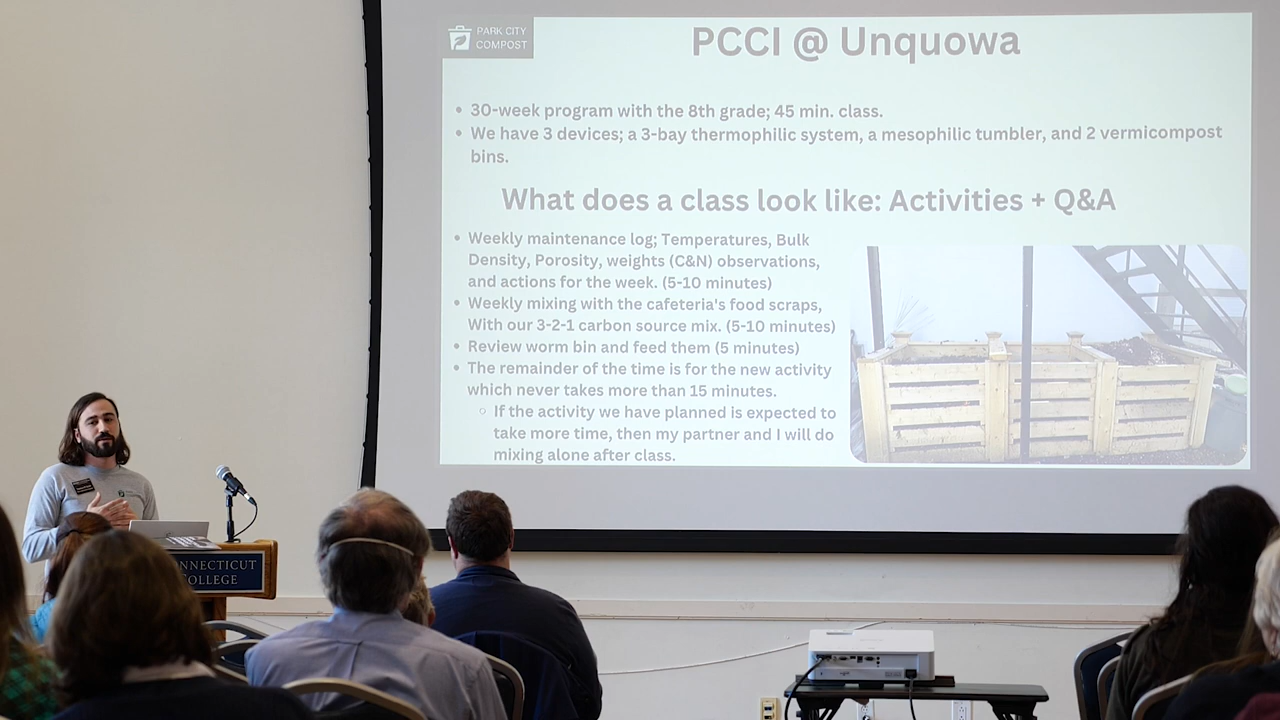 PARK CITY
COMPOST
PCCI @ Unquowa
• 30-week program with the 8th grade; 45 min. class.
• We have 3 devices; a 3-bay thermophilic system, a mesophilic tumbler, and 2 vermicompost
bins.
What does a class look like: Activities + Q&A
• Weekly maintenance log; Temperatures, Bulk
Density, Porosity, weights (C&N) observations,
and actions for the week. (5-10 minutes)
• Weekly mixing with the cafeteria's food scraps,
With our 3-2-1 carbon source mix. (5-10 minutes)
• Review worm bin and feed them (5 minutes)
• The remainder of the time is for the new activity
which never takes more than 15 minutes.
○ If the activity we have planned is expected to
take more time, then my partner and I will do
mixing alone after class.
NNECTICUT
OLLEGE